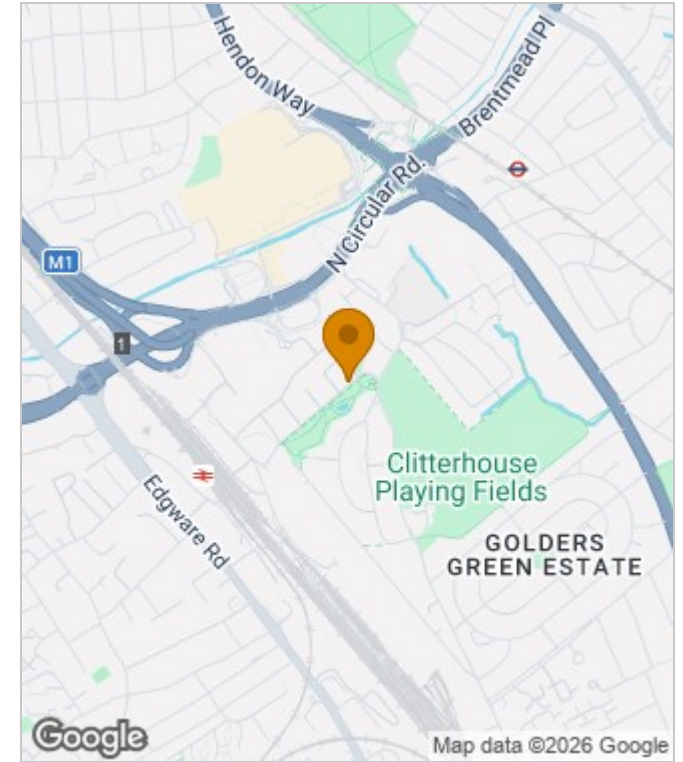 Hendon Way
Brentmead Pl
N Circular Rd.
M1
1
Clitterhouse
Playing Fields
Edgware Rd
GOLDERS
GREEN ESTATE
Google
Map data ©2026 Google